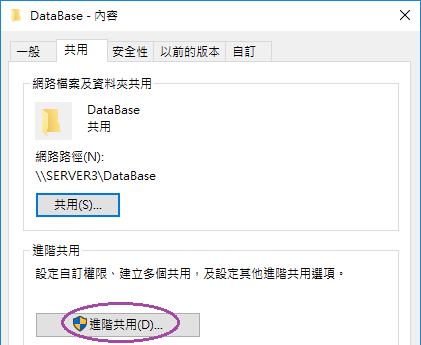 DataBase - 內容
一般
共用
安全性
以前的版本
自訂
網路檔案及資料夾共用
DataBase
共用
網路路徑(N):
\\SERVER3\DataBase
共用(S)...
進階共用
設定自訂權限、建立多個共用，及設定其他進階共用選項。
進階共用(D)...